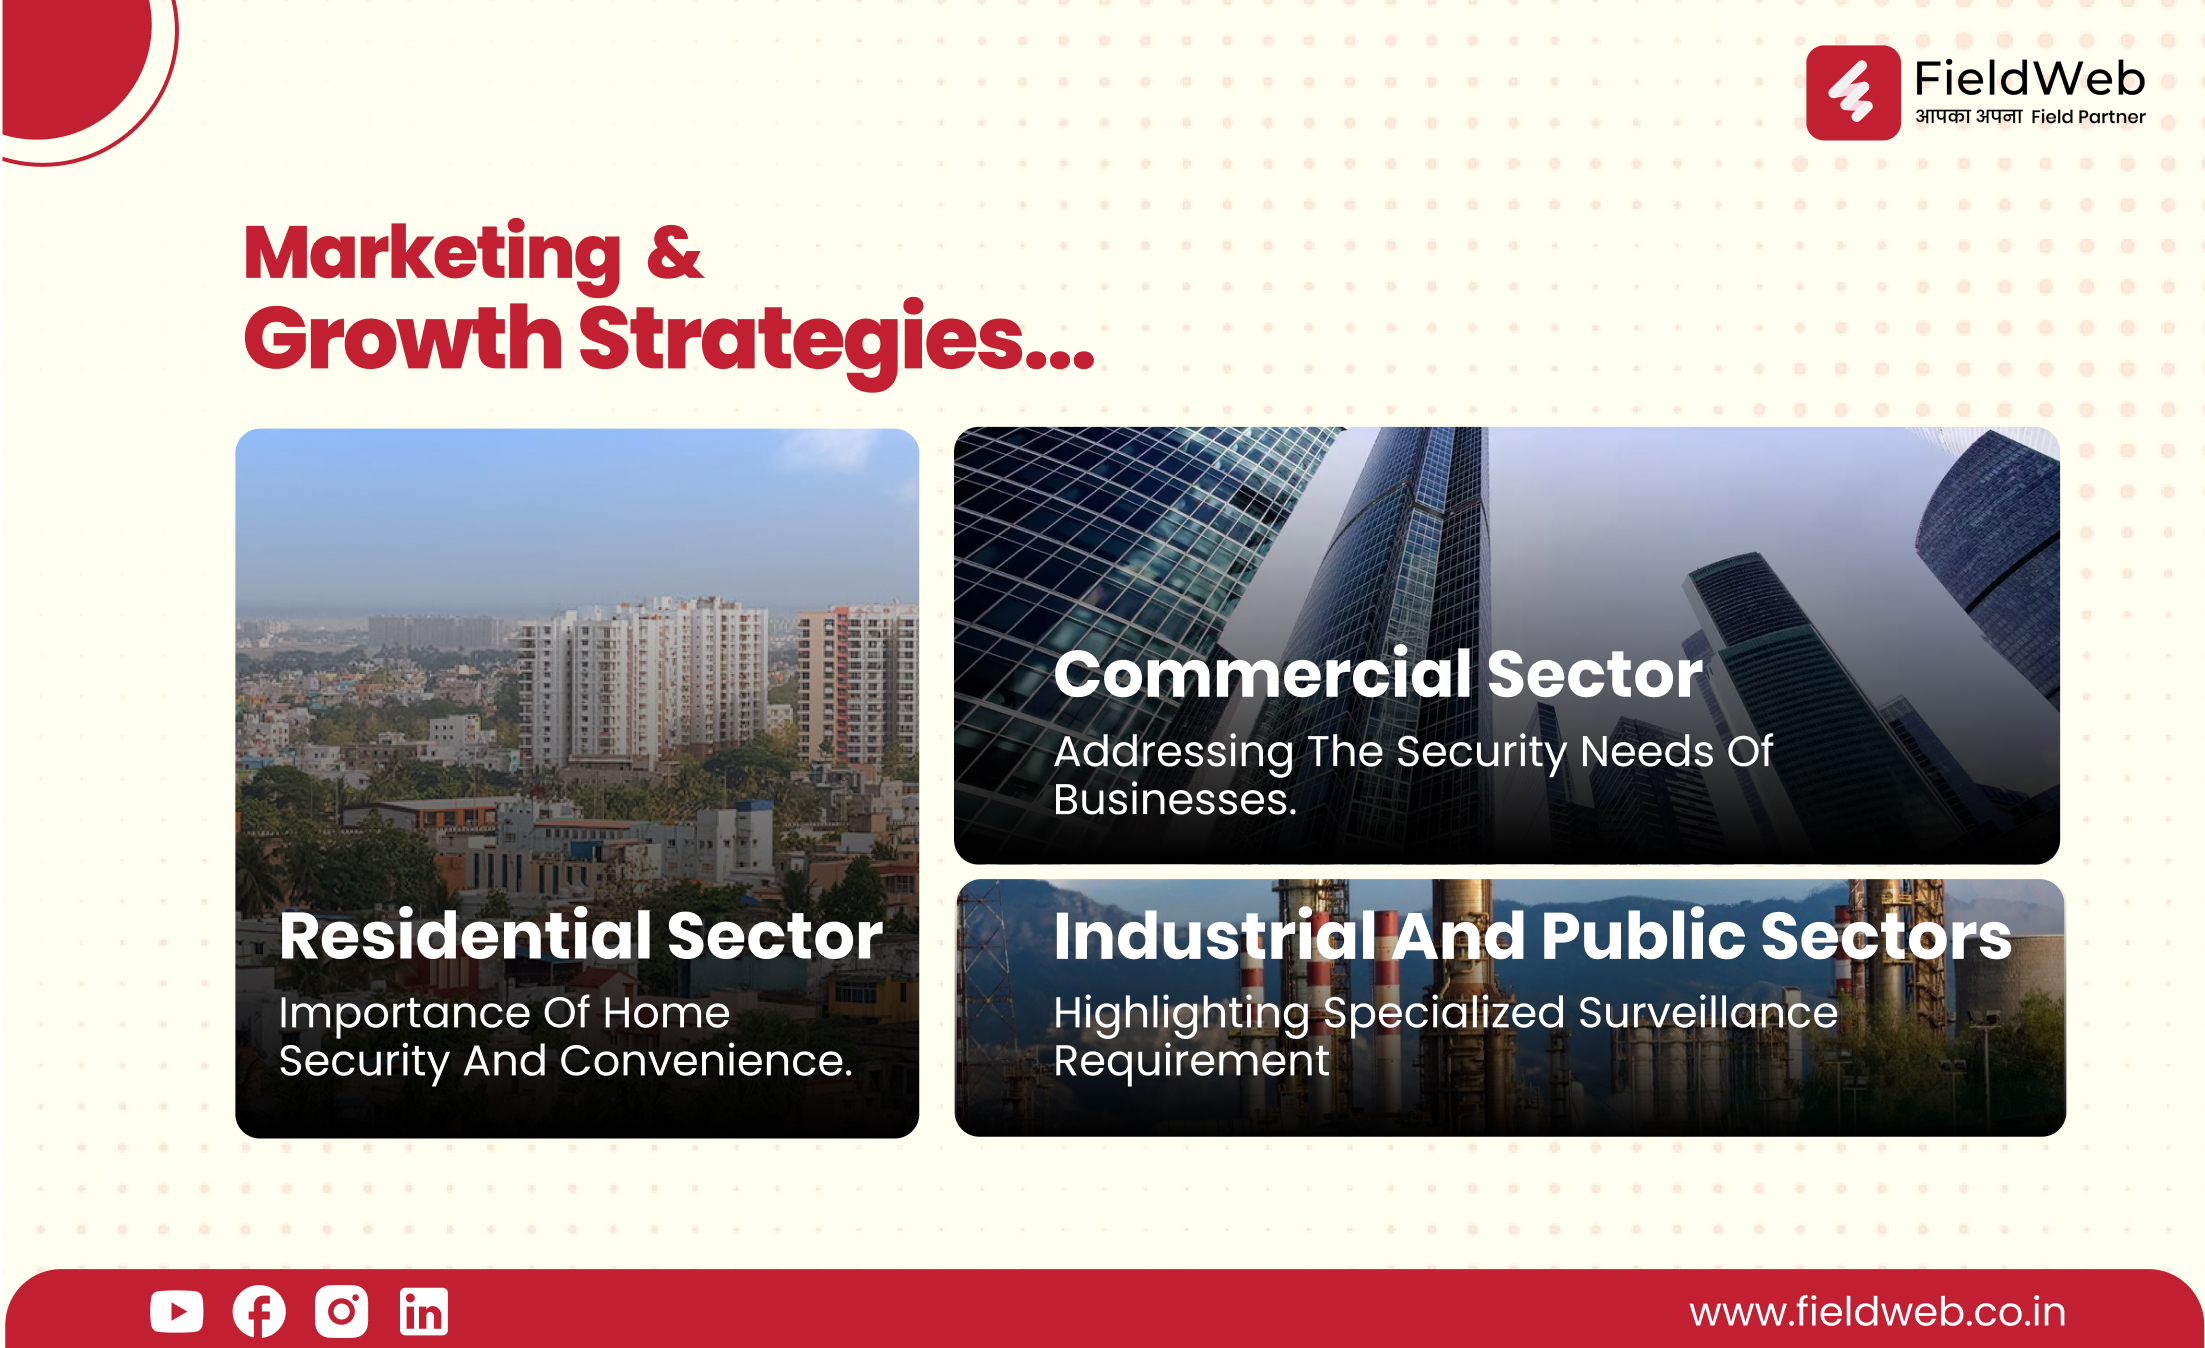 FieldWeb
आपका अपना Field Partner
Marketing &
Growth Strategies...
Residential Sector
Importance Of Home
Security And Convenience.
Commercial Sector
Addressing The Security Needs Of
Businesses.
Industrial And Public Sectors
Highlighting Specialized Surveillance
Requirement
www.fieldweb.co.in